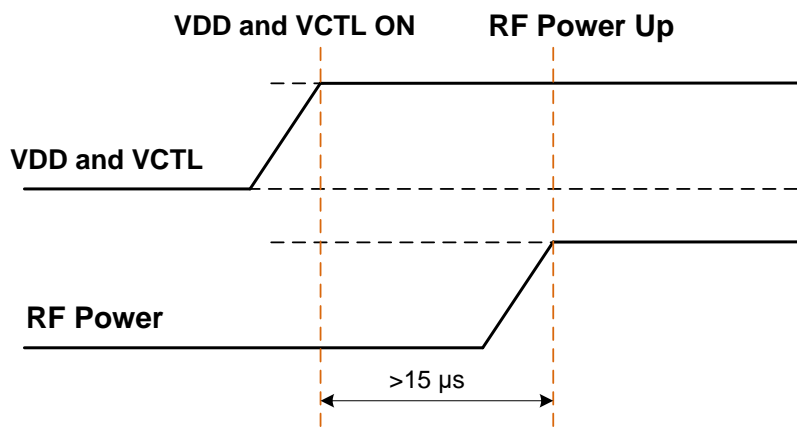 VDD and VCTL ON
RF Power Up
VDD and VCTL
RF Power
>15 μs